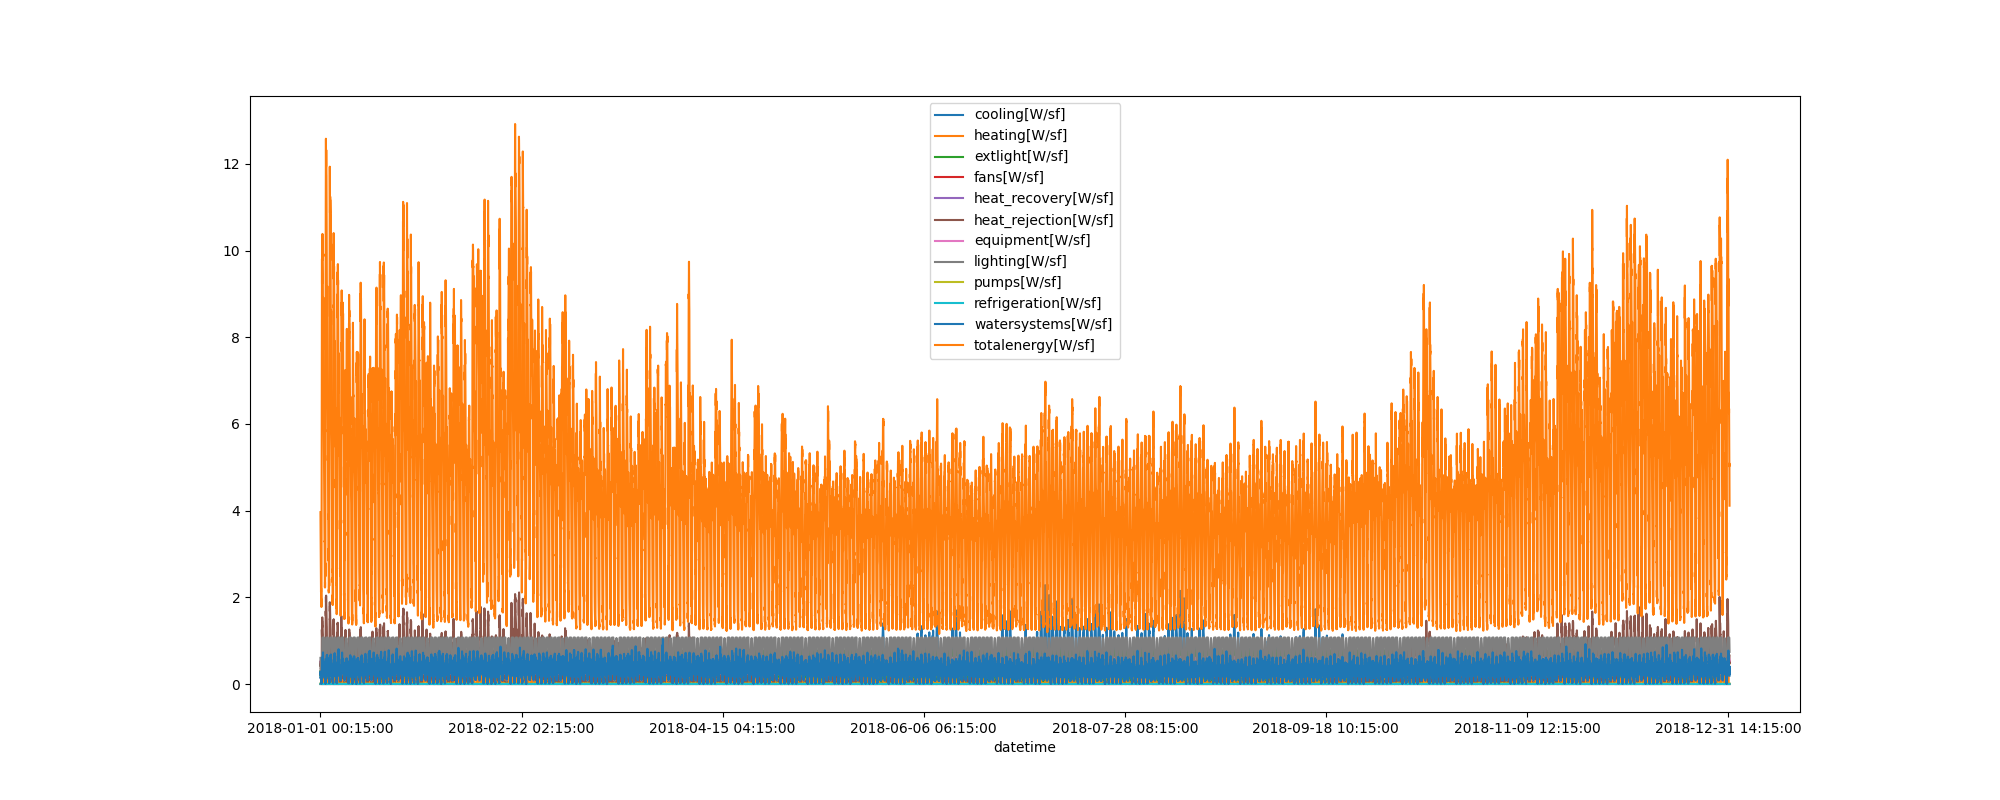 cooling[W/sf]
heating[W/sf]
extlight[W/sf]
fans[W/sf]
heat_recovery[W/sf]
heat_rejection[W/sf]
equipment[W/sf]
lighting[W/sf]
pumps[W/sf]
refrigeration[W/sf]
watersystems[W/sf]
totalenergy[W/sf]
12
10
8
6
4
2
0
2018-01-01 00:15:00
2018-02-22 02:15:00
2018-04-15 04:15:00
2018-06-06 06:15:00
2018-07-28 08:15:00
2018-09-18 10:15:00
2018-11-09 12:15:00
2018-12-31 14:15:00
datetime